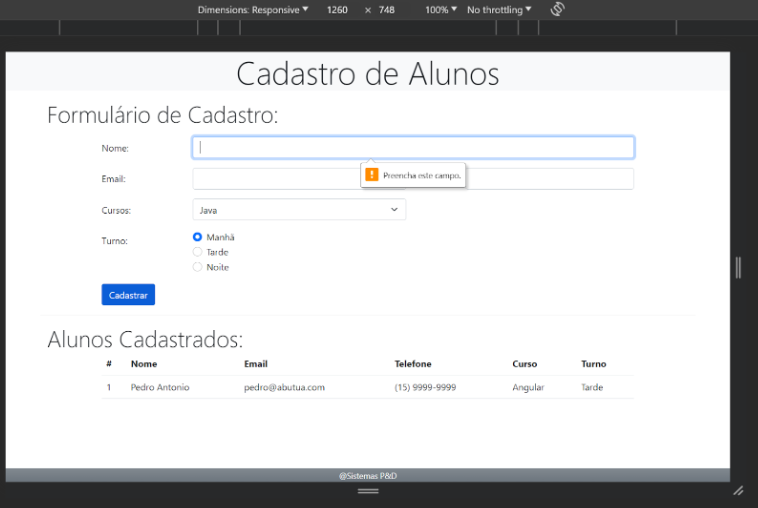 Dimensions: Responsive 1260 × 748 100% No throttling
Cadastro de Alunos
Formulário de Cadastro:
Nome:
Preencha este campo.
Email:
Cursos: Java
Turno: Manhã
Tarde
Noite
Cadastrar
Alunos Cadastrados:
# Nome Email Telefone Curso Turno
1 Pedro Antonio pedro@abutua.com (15) 9999-9999 Angular Tarde
@Sistemas P&D